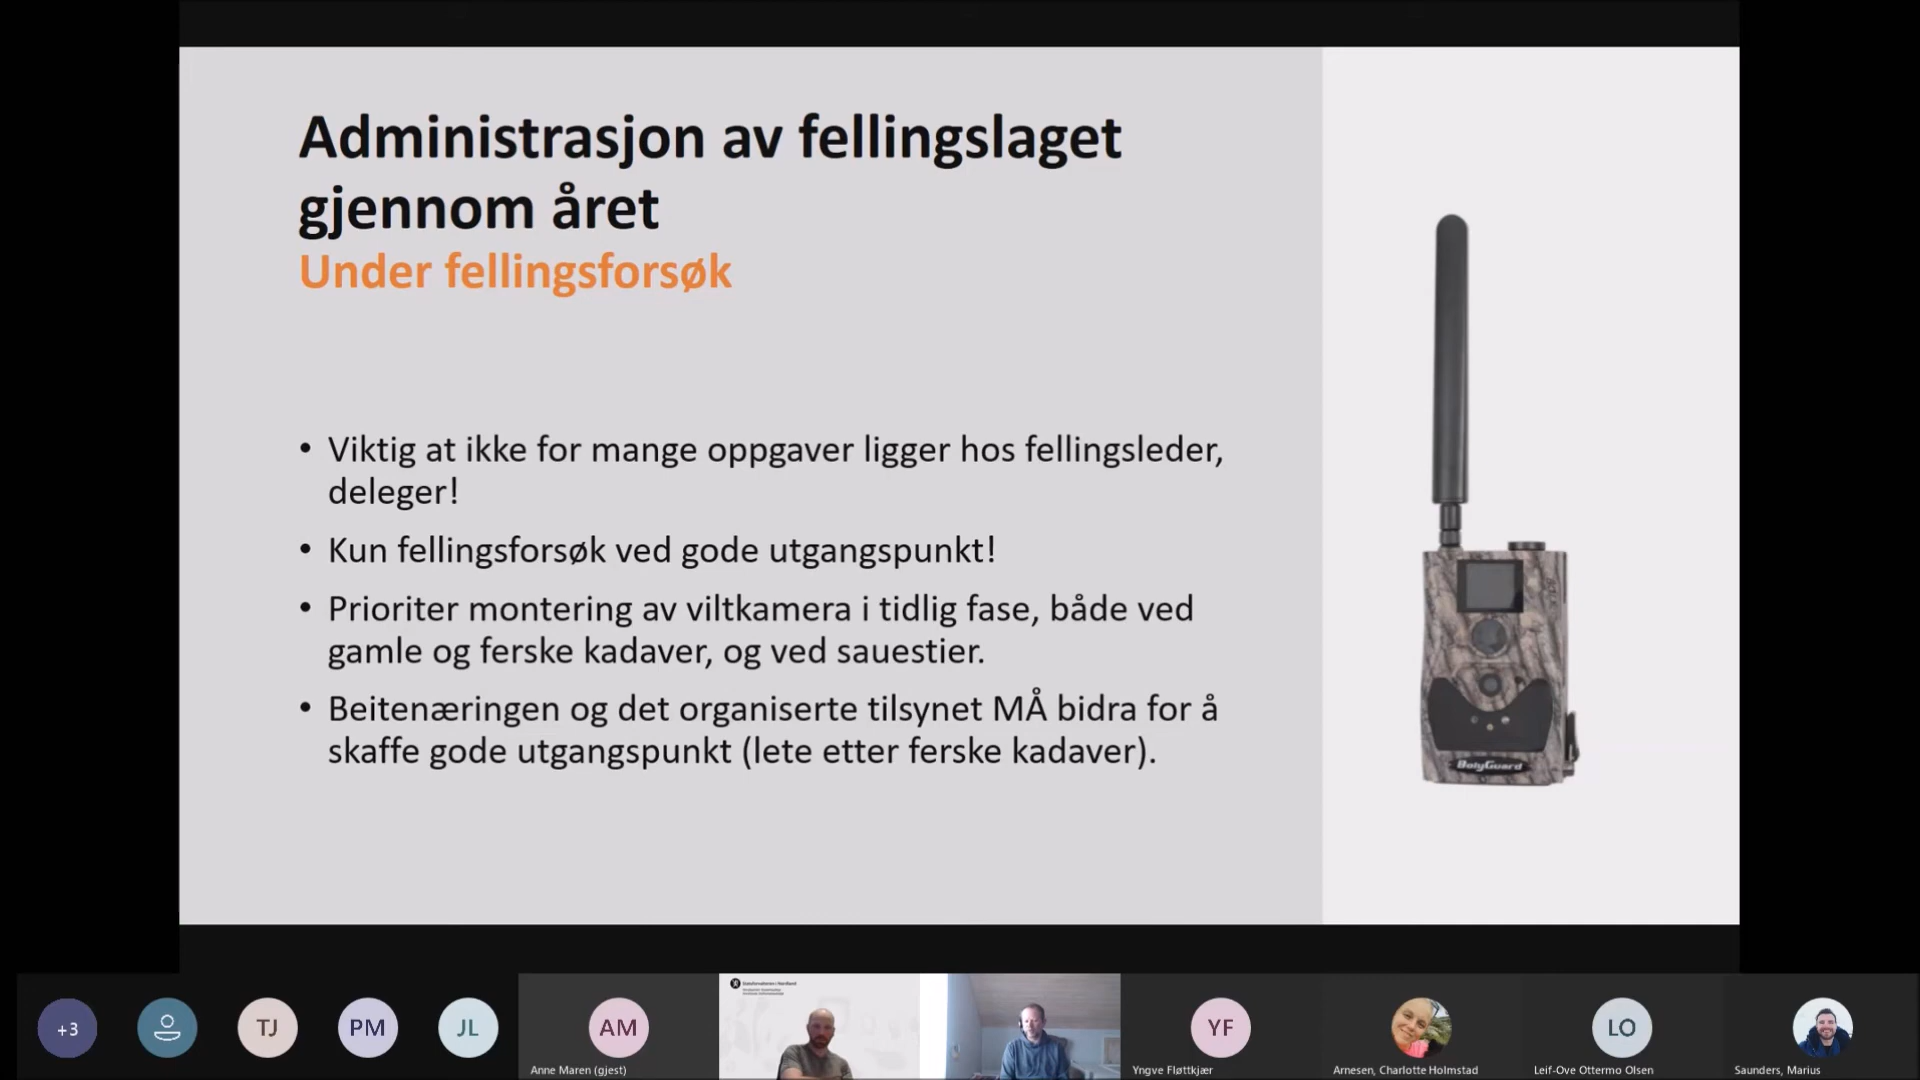 Administrasjon av fellingslaget
gjennom året
Under fellingsforsøk
• Viktig at ikke for mange oppgaver ligger hos fellingsleder,
deleger!
• Kun fellingsforsøk ved gode utgangspunkt!
• Prioriter montering av viltkamera i tidlig fase, både ved
gamle og ferske kadaver, og ved sauestier.
• Beitenæringen og det organiserte tilsynet MÅ bidra for å
skaffe gode utgangspunkt (lete etter ferske kadaver).
BolyGuard
+3
TJ
PM
JL
AM
Anne Maren (gjest)
Statsforvalteren i Nordland
YF
Yngve Fløttkjær
Arnesen, Charlotte Holmstad
LO
Leif-Ove Ottermo Olsen
Saunders, Marius